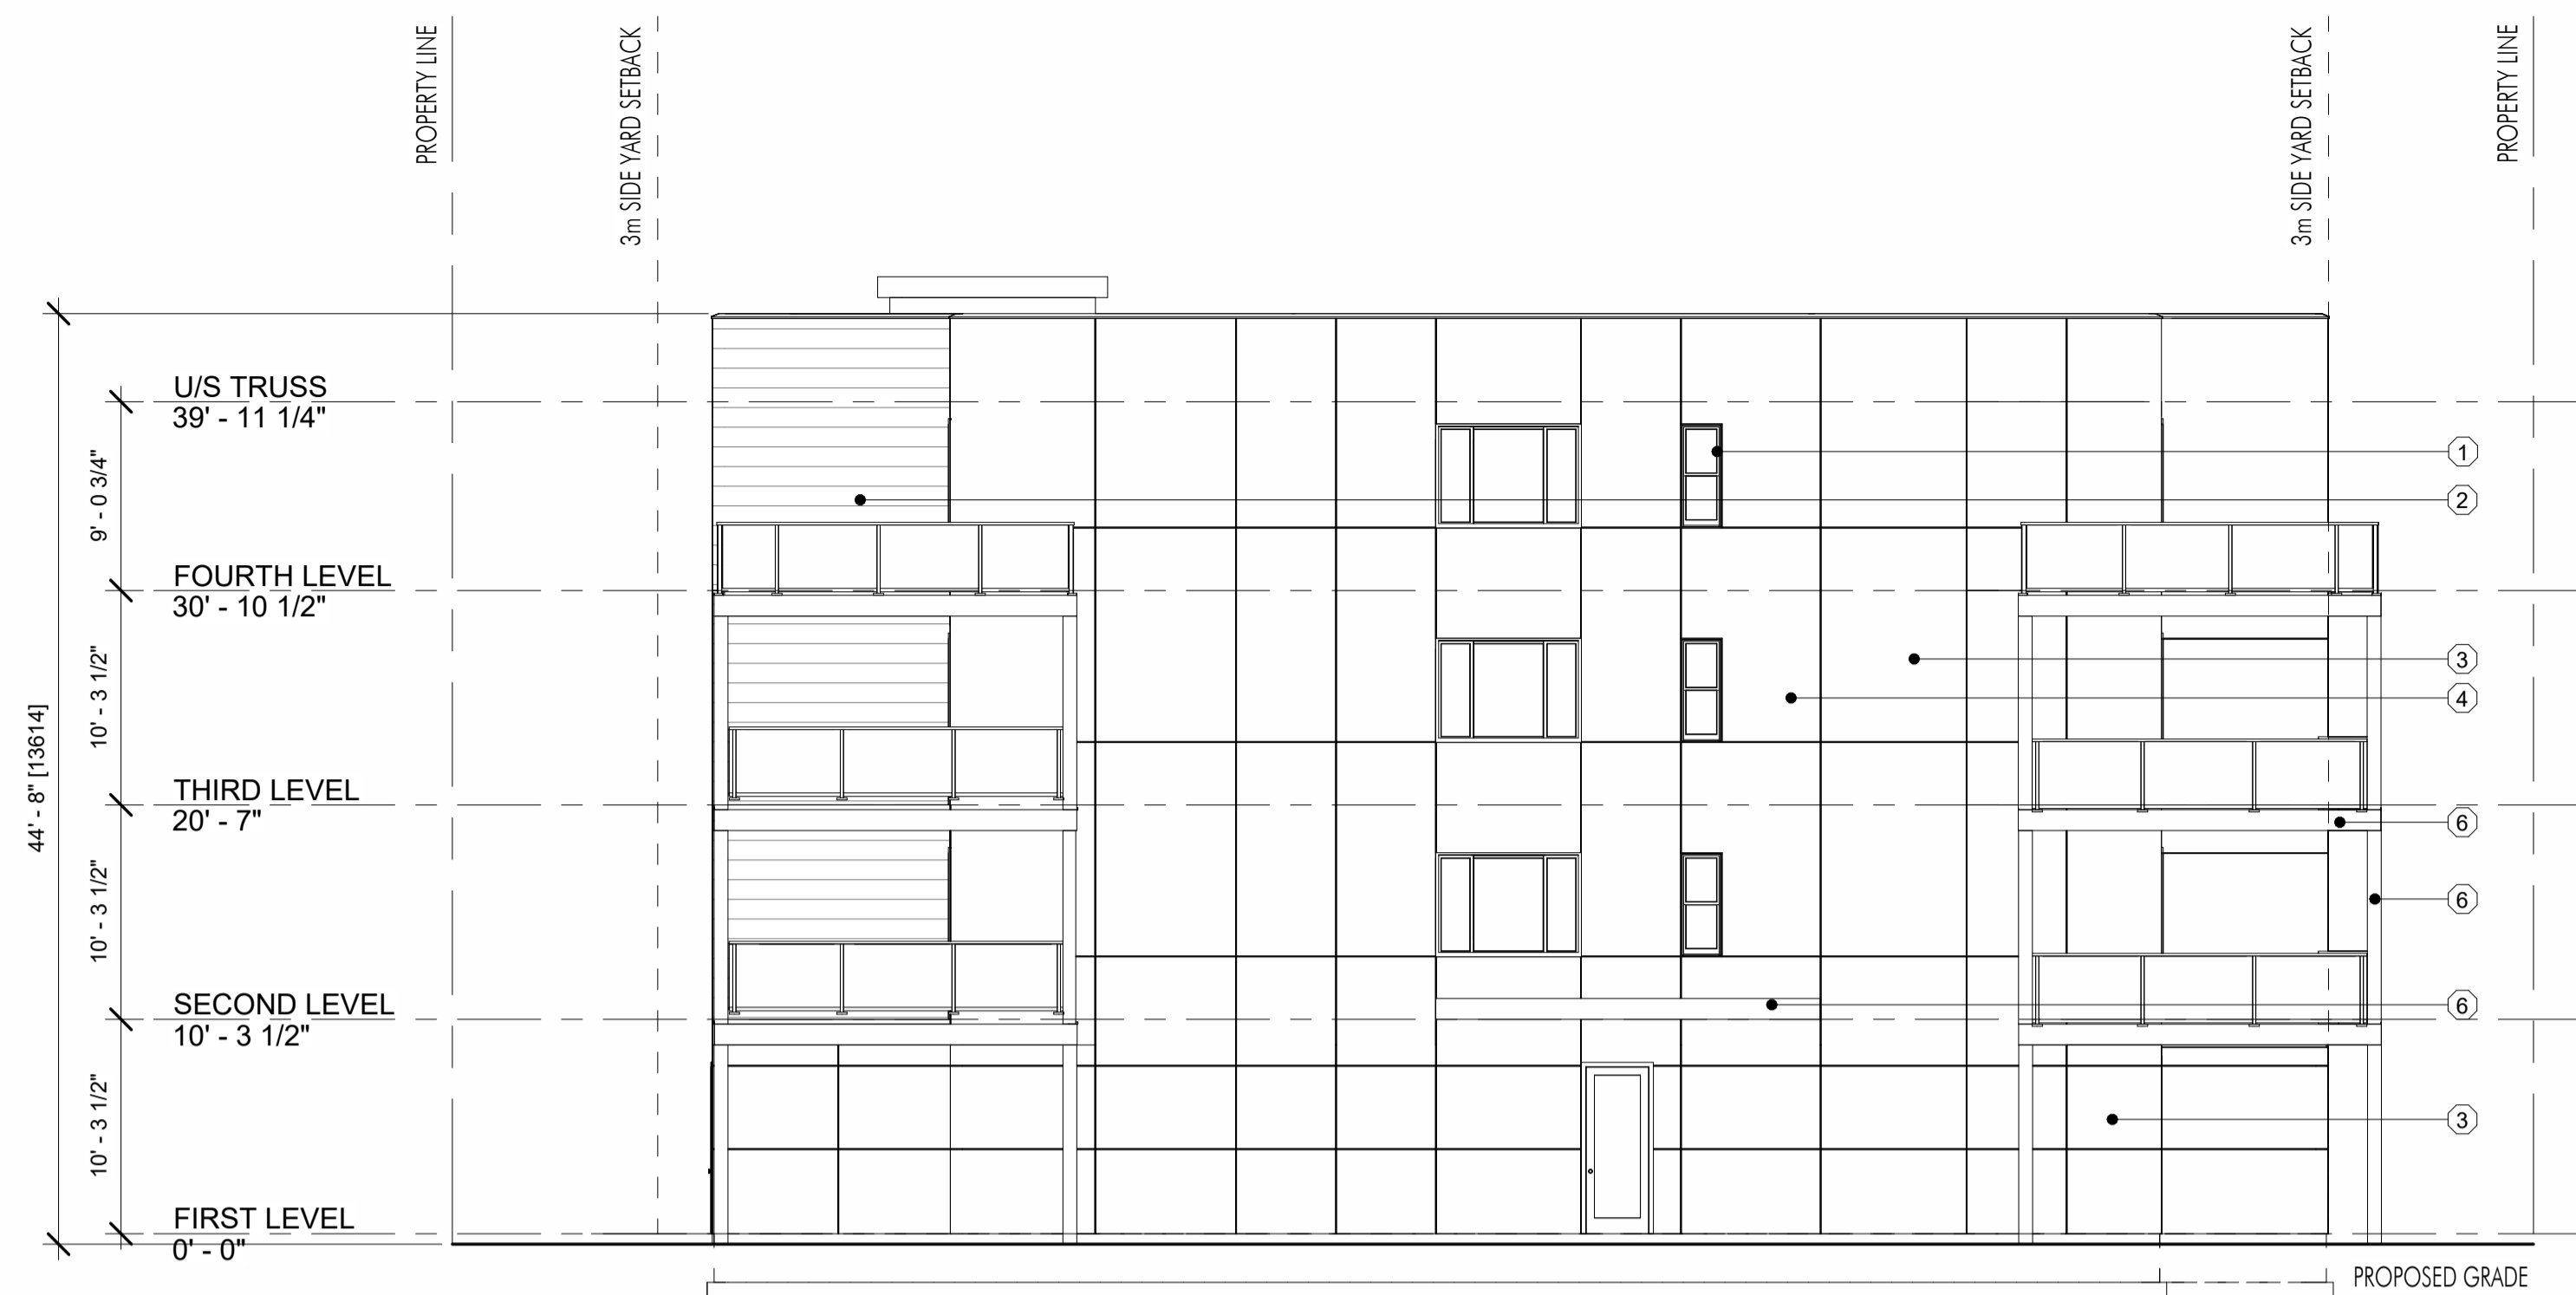 PROPERTY LINE
3m SIDE YARD SETBACK
3m SIDE YARD SETBACK
PROPERTY LINE
U/S TRUSS
39' - 11 1/4"
9' - 0 3/4"
1
2
FOURTH LEVEL
30' - 10 1/2"
10' - 3 1/2"
3
4
44' - 8" [13614]
THIRD LEVEL
20' - 7"
6
10' - 3 1/2"
6
SECOND LEVEL
10' - 3 1/2"
6
10' - 3 1/2"
3
FIRST LEVEL
0' - 0"
PROPOSED GRADE